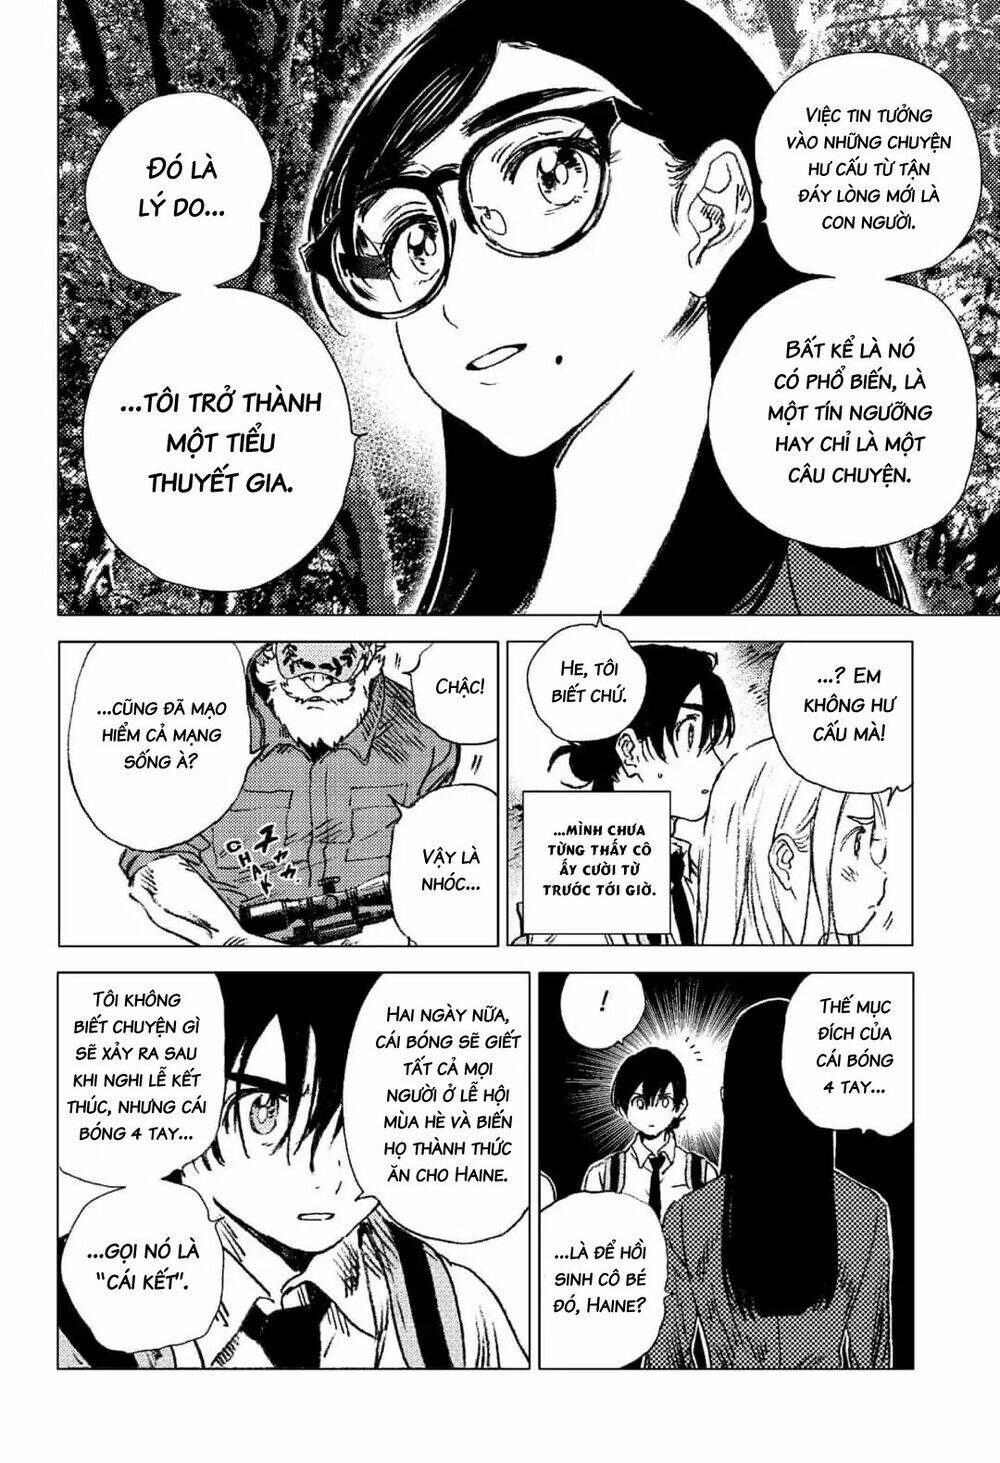 VIỆC TIN TƯỞNG
VÀO NHỮNG CHUYỆN
HƯ CẤU TỪ TẬN
ĐÁY LÒNG MỚI LÀ
CON NGƯỜI.
BẤT KỂ LÀ NÓ
CÓ PHỔ BIẾN, LÀ
MỘT TÍN NGƯỠNG
HAY CHỈ LÀ MỘT
CÂU CHUYỆN.
ĐÓ LÀ
LÝ DO...
...TÔI TRỞ THÀNH
MỘT TIỂU
THUYẾT GIA.
...? EM
KHÔNG HƯ
CẤU MÀ!
HE, TÔI
BIẾT CHỨ.
...MÌNH CHƯA
TỪNG THẤY CÔ
ẤY CƯỜI TỪ
TRƯỚC TỚI GIỜ.
CHẬC!
VẬY LÀ
NHÓC...
...CŨNG ĐÃ MẠO
HIỂM CẢ MẠNG
SỐNG À?
CHAK
THẾ MỤC
ĐÍCH CỦA
CÁI BÓNG
4 TAY...
!
...LÀ ĐỂ HỒI
SINH CÔ BÉ
ĐÓ, HAINE?
HAI NGÀY NỮA,
CÁI BÓNG SẼ GIẾT
TẤT CẢ MỌI
NGƯỜI Ở LỄ HỘI
MÙA HÈ VÀ BIẾN
HỌ THÀNH THỨC
ĂN CHO HAINE.
TÔI KHÔNG
BIẾT CHUYỆN GÌ
SẼ XẢY RA SAU
KHI NGHI LỄ KẾT
THÚC, NHƯNG CÁI
BÓNG 4 TAY...
...GỌI NÓ LÀ
“CÁI KẾT”.